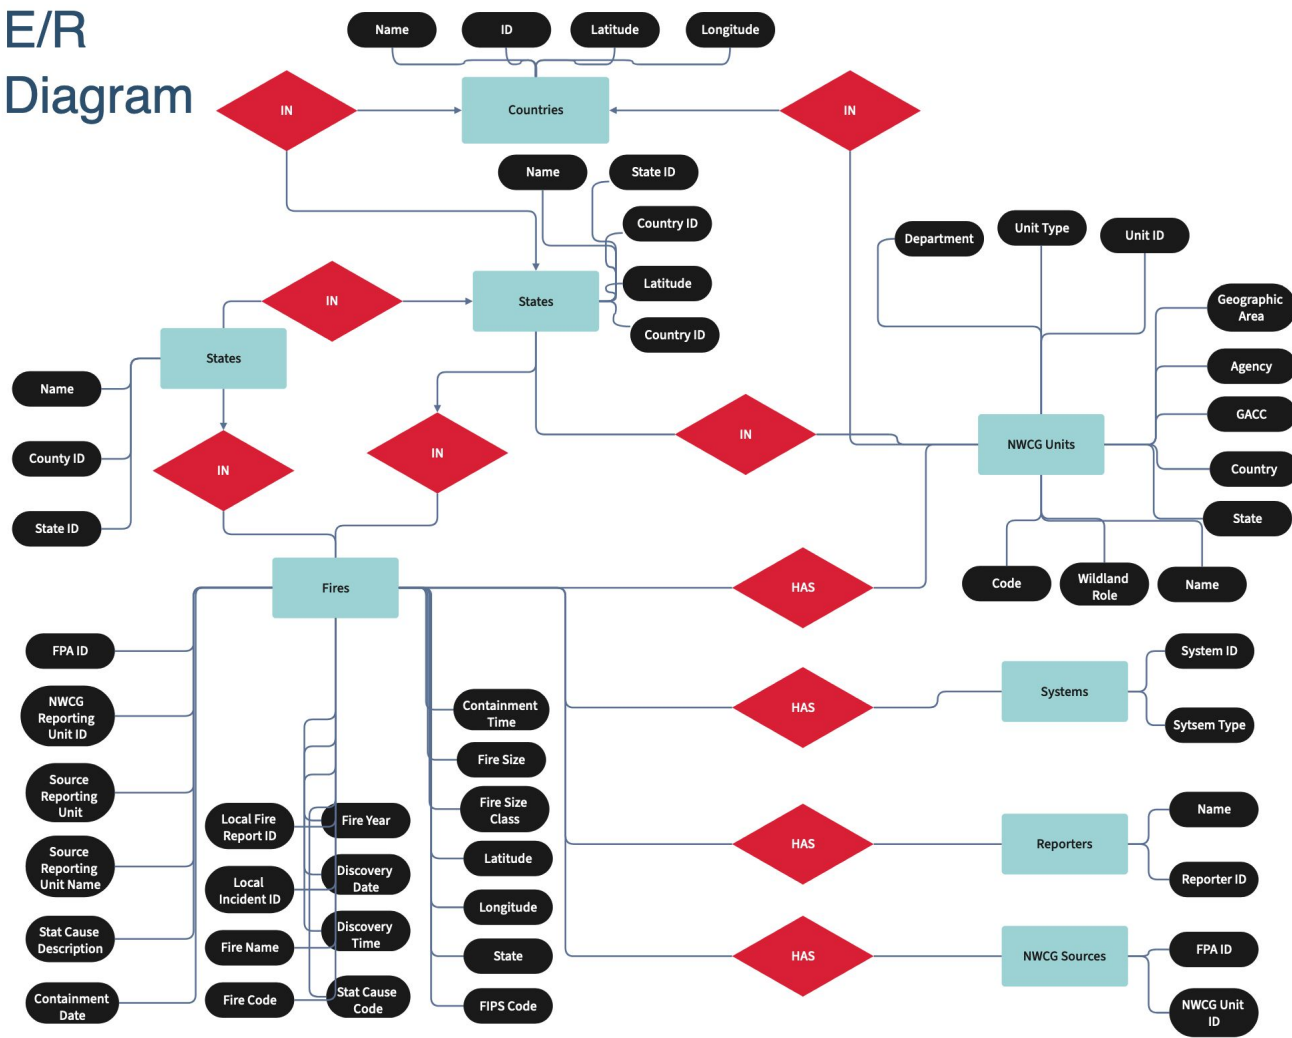 E/R
Diagram
Name
ID
Latitude
Longitude
IN
Countries
IN
Name
State ID
Country ID
Latitude
Country ID
IN
States
States
Name
County ID
State ID
IN
IN
IN
Department
Unit Type
Unit ID
Geographic
Area
Agency
GACC
Country
State
NWCG Units
Code
Wildland
Role
Name
Fires
HAS
FPA ID
NWCG
Reporting
Unit ID
Source
Reporting
Unit
Source
Reporting
Unit Name
Stat Cause
Description
Containment
Date
Local Fire
Report ID
Local
Incident ID
Fire Name
Fire Code
Fire Year
Discovery
Date
Discovery
Time
Stat Cause
Code
Containment
Time
Fire Size
Fire Size
Class
Latitude
Longitude
State
FIPS Code
HAS
Systems
System ID
Sytsem Type
HAS
Reporters
Name
Reporter ID
HAS
NWCG Sources
FPA ID
NWCG Unit
ID